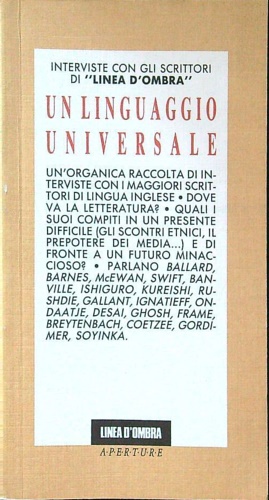 INTERVISTE CON GLI SCRITTORI
DI "LINEA D'OMBRA"
UN LINGUAGGIO
UNIVERSALE
UN'ORGANICA RACCOLTA DI IN-
TERVISTE CON I MAGGIORI SCRIT-
TORI DI LINGUA INGLESE • DOVE
VA LA LETTERATURA? • QUALI I
SUOI COMPITI IN UN PRESENTE
DIFFICILE (GLI SCONTRI ETNICI, IL
PREPOTERE DEI MEDIA...) E DI
FRONTE A UN FUTURO MINAC-
CIOSO? • PARLANO BALLARD,
BARNES, McEWAN, SWIFT, BAN-
VILLE, ISHIGURO, KUREISHI, RU-
SHDIE, GALLANT, IGNATIEFF, ON-
DAATJE, DESAI, GHOSH, FRAME,
BREYTENBACH, COETZEE, GORDI-
MER, SOYINKA.
LINEA D'OMBRA
A·P·E·R·T·U·R·E